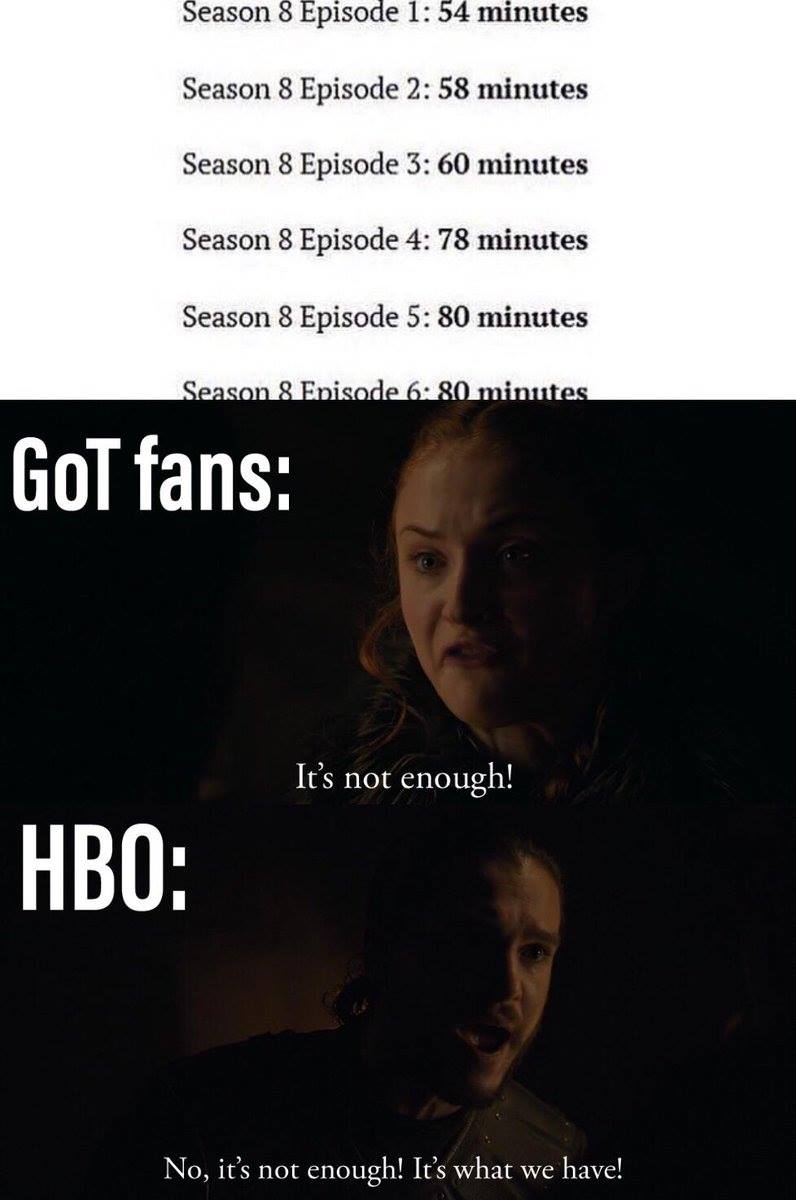 Season 8 Episode 1: 54 minutes
Season 8 Episode 2: 58 minutes
Season 8 Episode 3: 60 minutes
Season 8 Episode 4: 78 minutes
Season 8 Episode 5: 80 minutes
Season 8 Episode 6: 80 minutes
GoT fans:
It’s not enough!
HBO:
No, it’s not enough! It’s what we have!